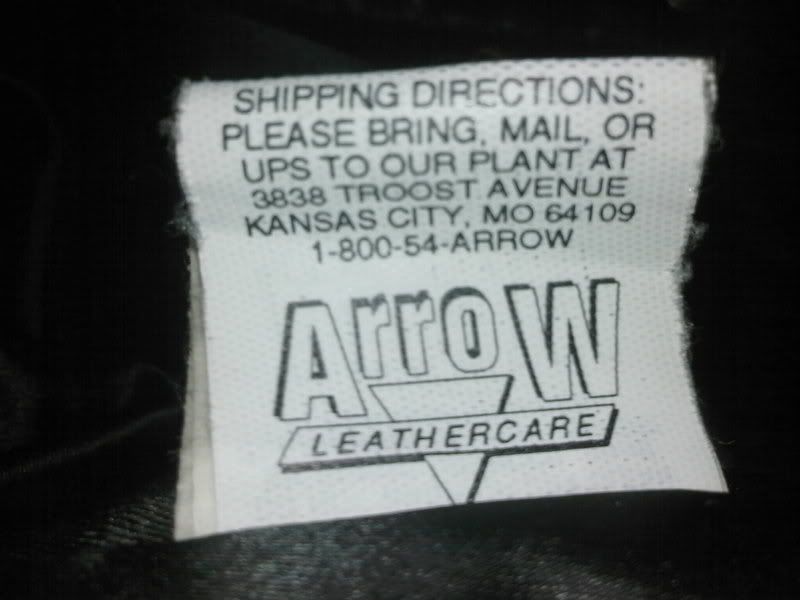 SHIPPING DIRECTIONS:
PLEASE BRING, MAIL, OR
UPS TO OUR PLANT AT
3838 TROOST AVENUE
KANSAS CITY, MO 64109
1-800-54-ARROW
ArroW
LEATHERCARE